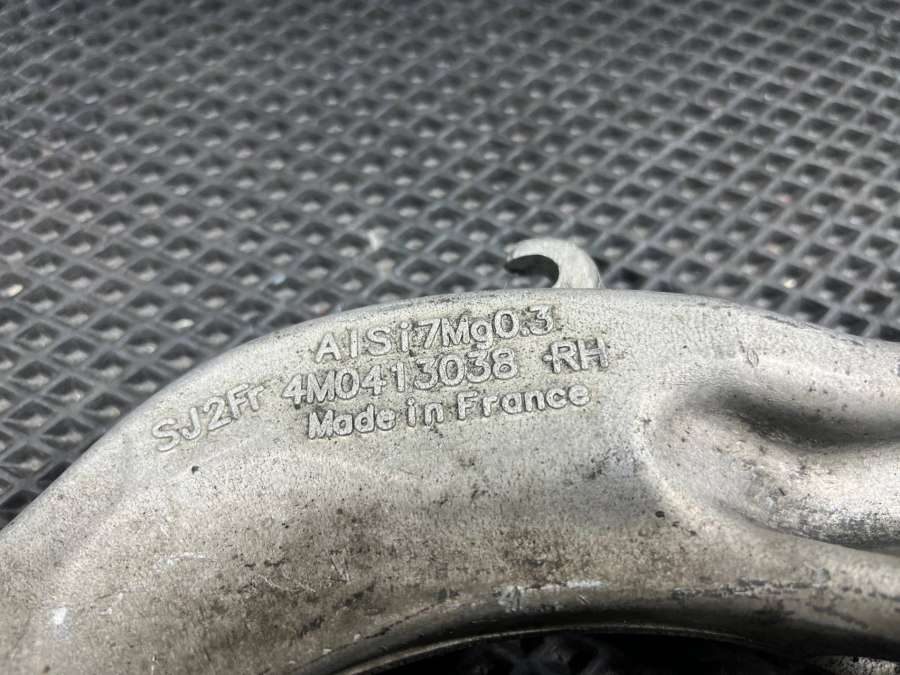 AlSi7Mg0.3
SJ2Fr 4M0413038 RH
Made in France